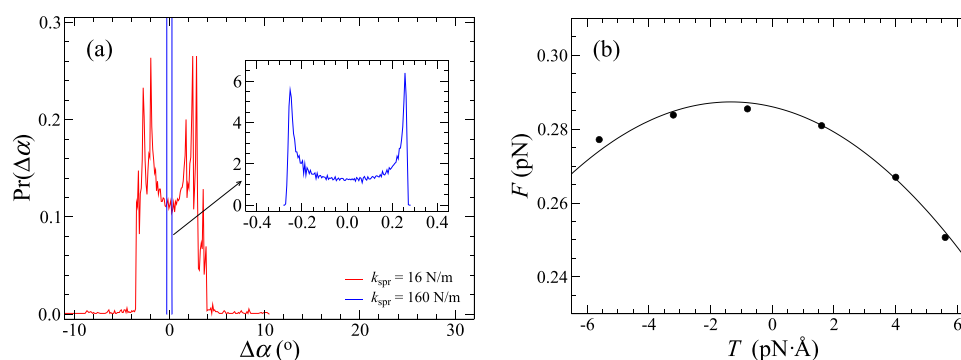 (a)
Pr(Δα)
0.3
0.2
0.1
0.0
-10 0 10 20 30
Δα (o)
6
4
2
0
-0.4 -0.2 0.0 0.2 0.4
kspr = 16 N/m
kspr = 160 N/m
(b)
F (pN)
0.30
0.28
0.26
0.24
-6 -4 -2 0 2 4 6
T (pN·Å)